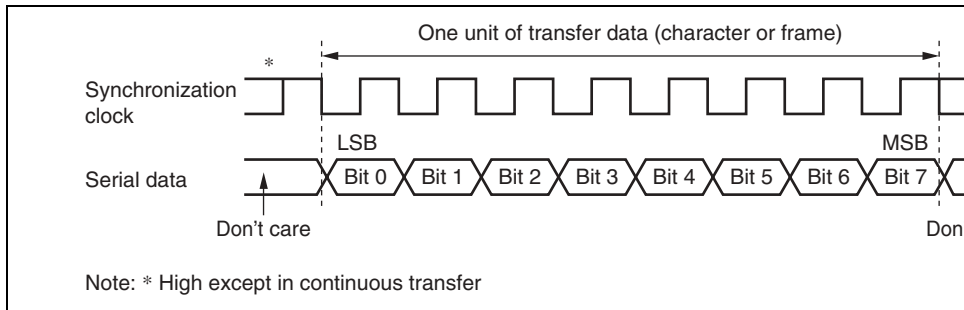 One unit of transfer data (character or frame)
*
Synchronization
clock
LSB MSB
Serial data
Bit 0 Bit 1 Bit 2 Bit 3 Bit 4 Bit 5 Bit 6 Bit 7
Don't care
Don
Note: * High except in continuous transfer